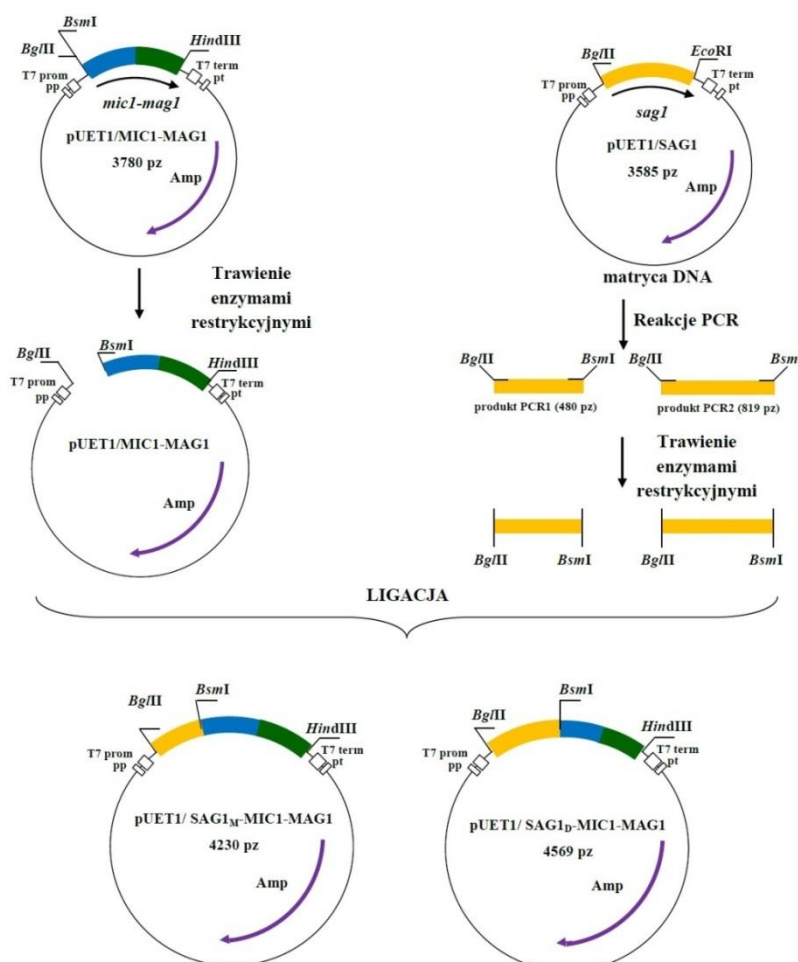 BsmI
BglII
HindIII
T7 prom
pp
T7 term
pt
mic1-mag1
pUET1/MIC1-MAG1
3780 pz
Amp
BglII
EcoRI
T7 prom
pp
T7 term
pt
sag1
pUET1/SAG1
3585 pz
Amp
matryca DNA
Trawienie
enzymami
restrykcyjnymi
Reakcje PCR
BglII
BsmI
HindIII
T7 prom
pp
T7 term
pt
pUET1/MIC1-MAG1
Amp
BglII
BsmI
BglII
Bsm
produkt PCR1 (480 pz)
produkt PCR2 (819 pz)
Trawienie
enzymami
restrykcyjnymi
BglII
BsmI
BglII
BsmI
LIGACJA
BglII
BsmI
HindIII
T7 prom
pp
T7 term
pt
pUET1/ SAG1M-MIC1-MAG1
4230 pz
Amp
BglII
BsmI
HindIII
T7 prom
pp
T7 term
pt
pUET1/ SAG1D-MIC1-MAG1
4569 pz
Amp